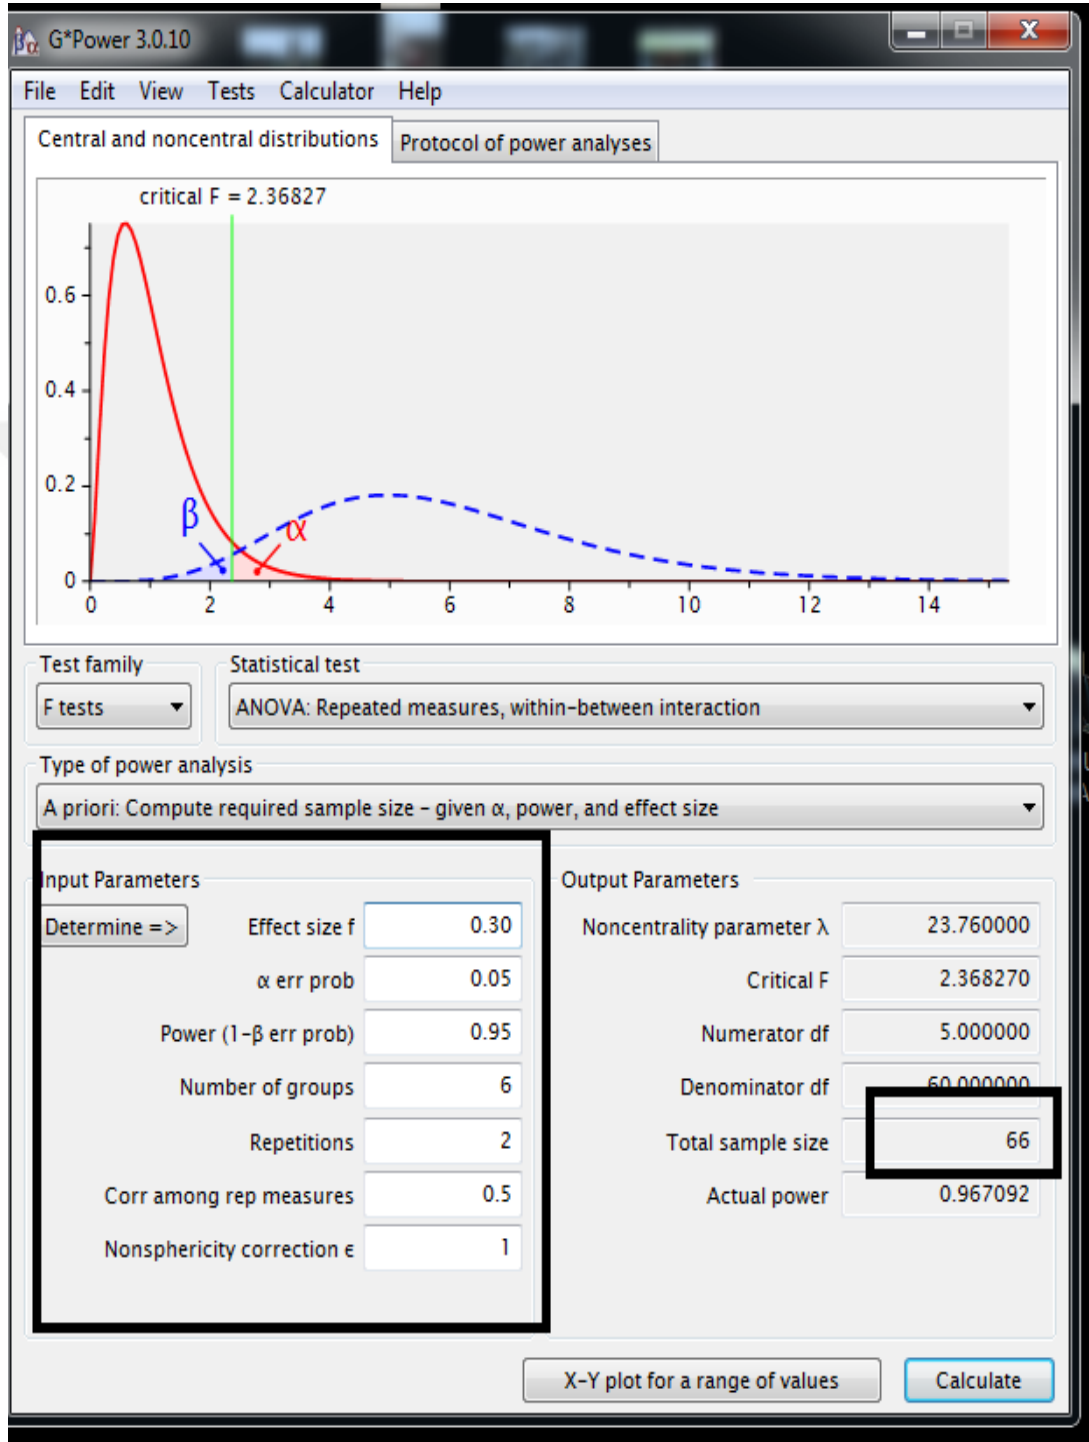 G*Power 3.0.10
File Edit View Tests Calculator Help
Central and noncentral distributions Protocol of power analyses
critical F = 2.36827
0.6
0.4
0.2
β α
0
0 2 4 6 8 10 12 14
Test family Statistical test
F tests ANOVA: Repeated measures, within-between interaction
Type of power analysis
A priori: Compute required sample size - given α, power, and effect size
Input Parameters Output Parameters
Determine => Effect size f 0.30 Noncentrality parameter λ 23.760000
α err prob 0.05 Critical F 2.368270
Power (1-β err prob) 0.95 Numerator df 5.000000
Number of groups 6 Denominator df 60.000000
Repetitions 2 Total sample size 66
Corr among rep measures 0.5 Actual power 0.967092
Nonsphericity correction ϵ 1
X-Y plot for a range of values Calculate